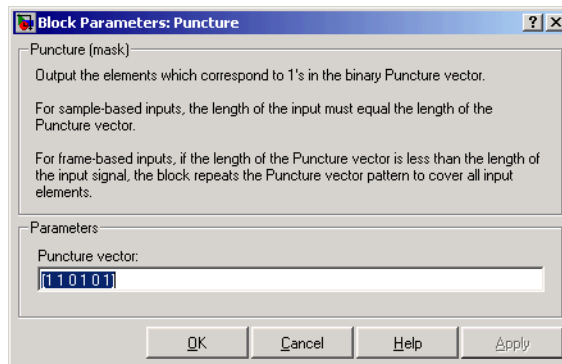 Block Parameters: Puncture
Puncture (mask)
Output the elements which correspond to 1's in the binary Puncture vector.
For sample-based inputs, the length of the input must equal the length of the
Puncture vector.
For frame-based inputs, if the length of the Puncture vector is less than the length of
the input signal, the block repeats the Puncture vector pattern to cover all input
elements.
Parameters
Puncture vector:
[1 1 0 1 0 1]
OK Cancel Help Apply